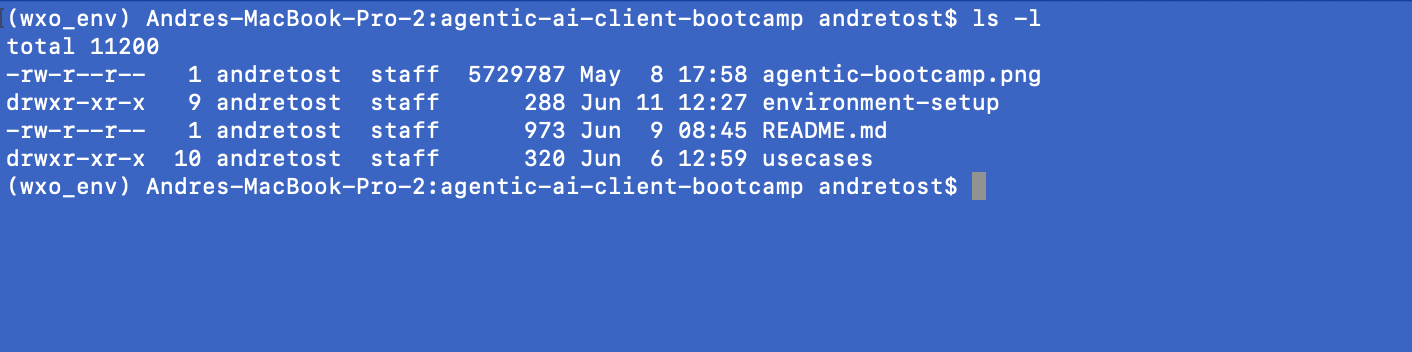 (wxo_env) Andres-MacBook-Pro-2:agentic-ai-client-bootcamp andretost$ ls -l
total 11200
-rw-r--r--   1 andretost  staff  5729787 May  8 17:58 agentic-bootcamp.png
drwxr-xr-x   9 andretost  staff      288 Jun 11 12:27 environment-setup
-rw-r--r--   1 andretost  staff      973 Jun  9 08:45 README.md
drwxr-xr-x  10 andretost  staff      320 Jun  6 12:59 usecases
(wxo_env) Andres-MacBook-Pro-2:agentic-ai-client-bootcamp andretost$